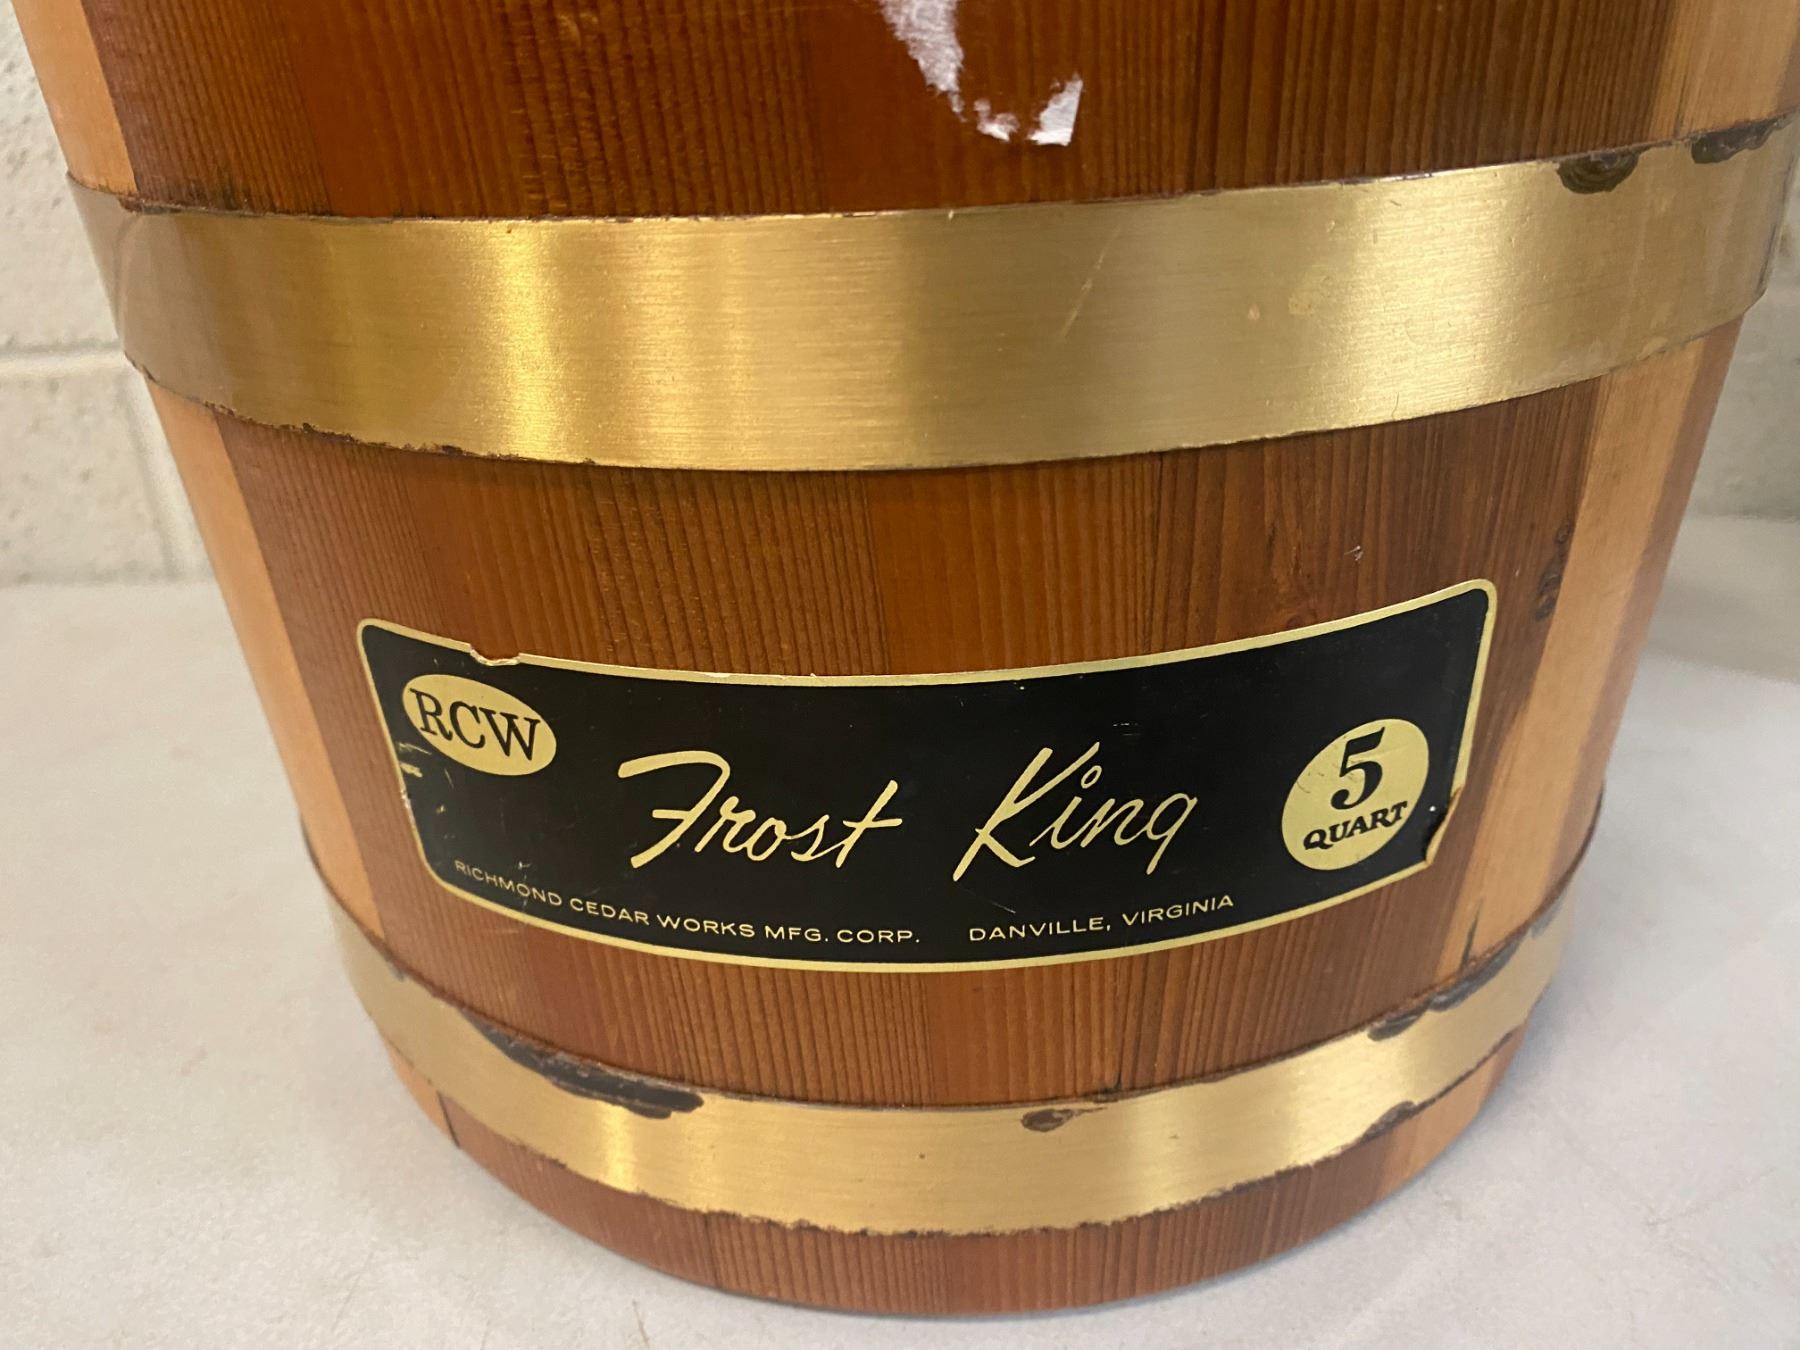 RCW
Frost King
5
QUART
RICHMOND CEDAR WORKS MFG. CORP. DANVILLE, VIRGINIA